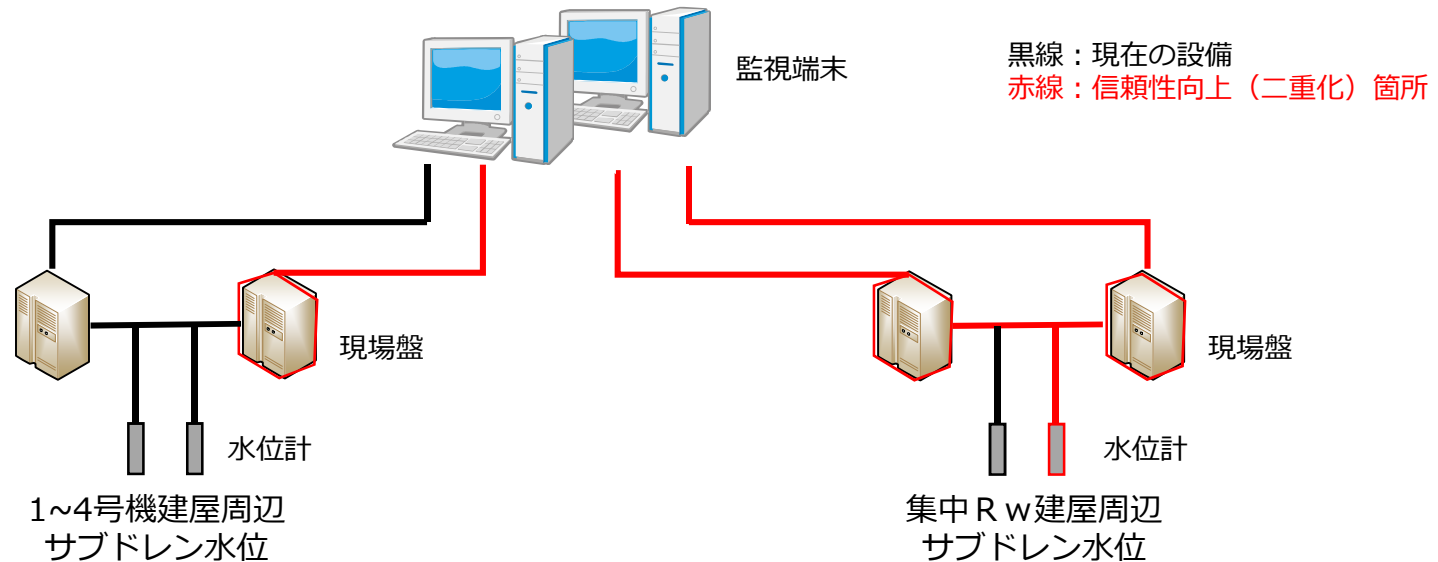 監視端末
黒線：現在の設備
赤線：信頼性向上（二重化）箇所
現場盤
現場盤
水位計
水位計
1~4号機建屋周辺
サブドレン水位
集中Ｒｗ建屋周辺
サブドレン水位